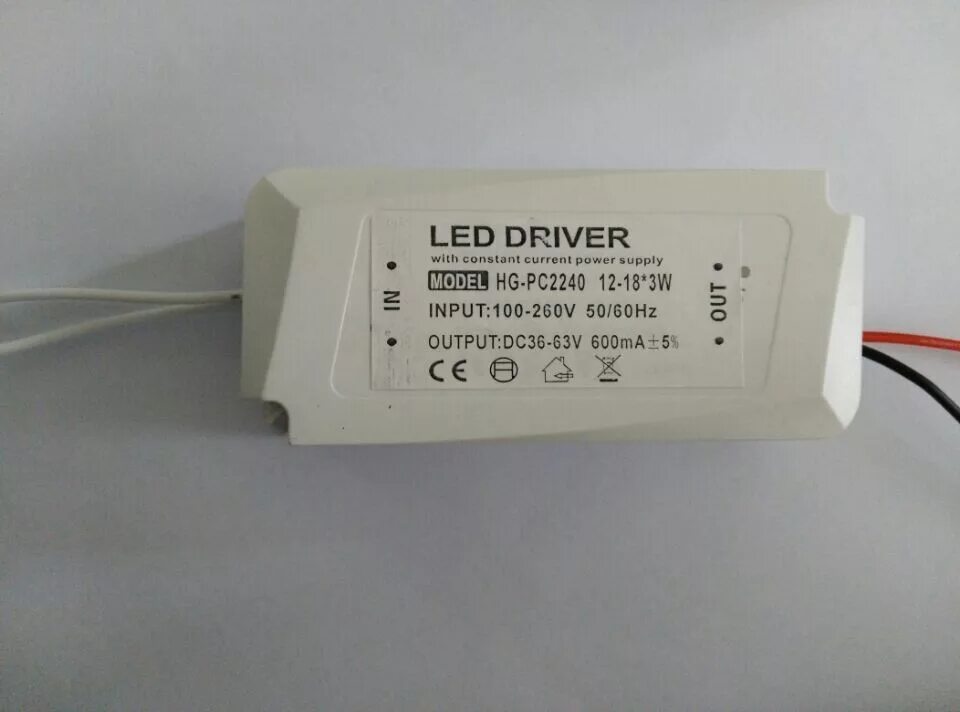 LED DRIVER
with constant current power supply
MODEL HG-PC2240 12-18*3W
IN
INPUT:100-260V 50/60Hz
OUT
OUTPUT:DC36-63V 600mA±5%
CE